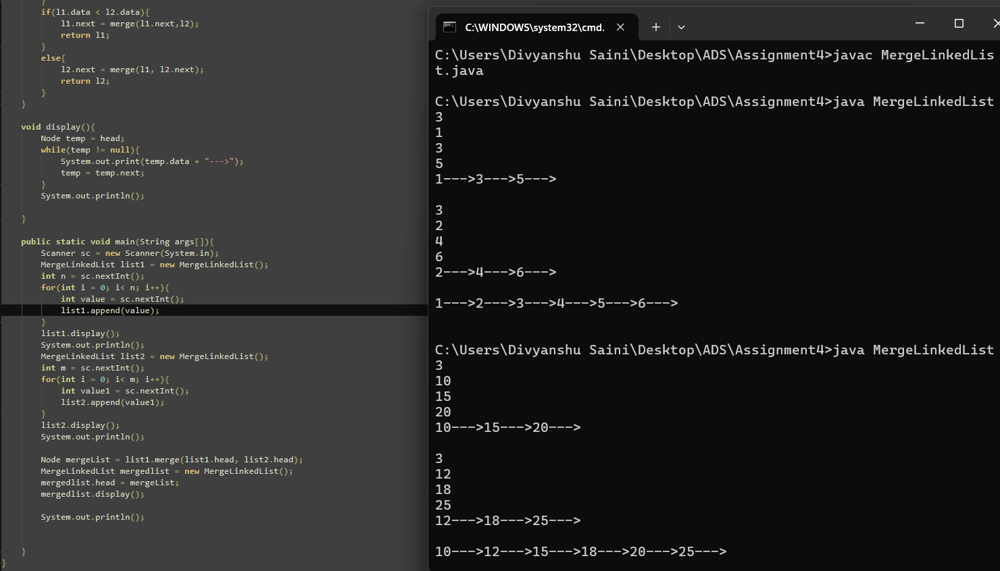 }
if(l1.data < l2.data){
l1.next = merge(l1.next,l2);
return l1;
}
else{
l2.next = merge(l1, l2.next);
return l2;
}
}
void display(){
Node temp = head;
while(temp != null){
System.out.print(temp.data + "--->");
temp = temp.next;
}
System.out.println();
}
public static void main(String args[]){
Scanner sc = new Scanner(System.in);
MergeLinkedList list1 = new MergeLinkedList();
int n = sc.nextInt();
for(int i = 0; i< n; i++){
int value = sc.nextInt();
list1.append(value);
}
list1.display();
System.out.println();
MergeLinkedList list2 = new MergeLinkedList();
int m = sc.nextInt();
for(int i = 0; i< m; i++){
int value1 = sc.nextInt();
list2.append(value1);
}
list2.display();
System.out.println();
Node mergeList = list1.merge(list1.head, list2.head);
MergeLinkedList mergedlist = new MergeLinkedList();
mergedlist.head = mergeList;
mergedlist.display();
System.out.println();
}
}
C:\WINDOWS\system32\cmd.
C:\Users\Divyanshu Saini\Desktop\ADS\Assignment4>javac MergeLinkedLis
t.java
C:\Users\Divyanshu Saini\Desktop\ADS\Assignment4>java MergeLinkedList
3
1
3
5
1--->3--->5--->
3
2
4
6
2--->4--->6--->
1--->2--->3--->4--->5--->6--->
C:\Users\Divyanshu Saini\Desktop\ADS\Assignment4>java MergeLinkedList
3
10
15
20
10--->15--->20--->
3
12
18
25
12--->18--->25--->
10--->12--->15--->18--->20--->25--->